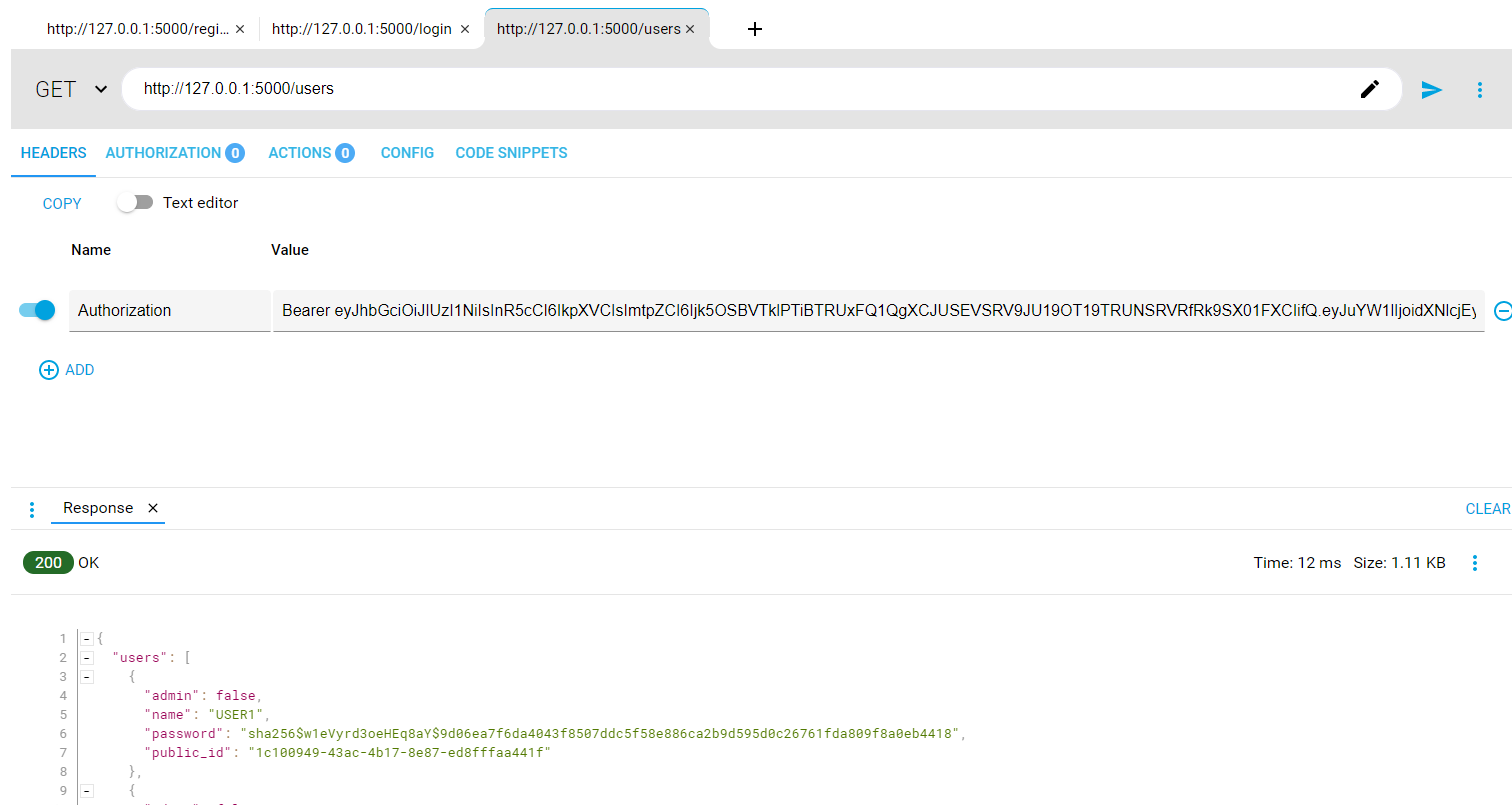 http://127.0.0.1:5000/regi... × http://127.0.0.1:5000/login × http://127.0.0.1:5000/users × +
GET http://127.0.0.1:5000/users
HEADERS AUTHORIZATION 0 ACTIONS 0 CONFIG CODE SNIPPETS
COPY Text editor
Name Value
Authorization Bearer
ADD
Response × CLEAR
200 OK Time: 12 ms Size: 1.11 KB
1 - {
2 - "users": [
3 - {
4 "admin": false,
5 "name": "USER1",
6 "password": "sha256$w1eVyrd3oeHEq8aY$9d06ea7f6da4043f8507ddc5f58e886ca2b9d595d0c26761fda809f8a0eb4418",
7 "public_id": "1c100949-43ac-4b17-8e87-ed8fffaa441f"
8 },
9 - {